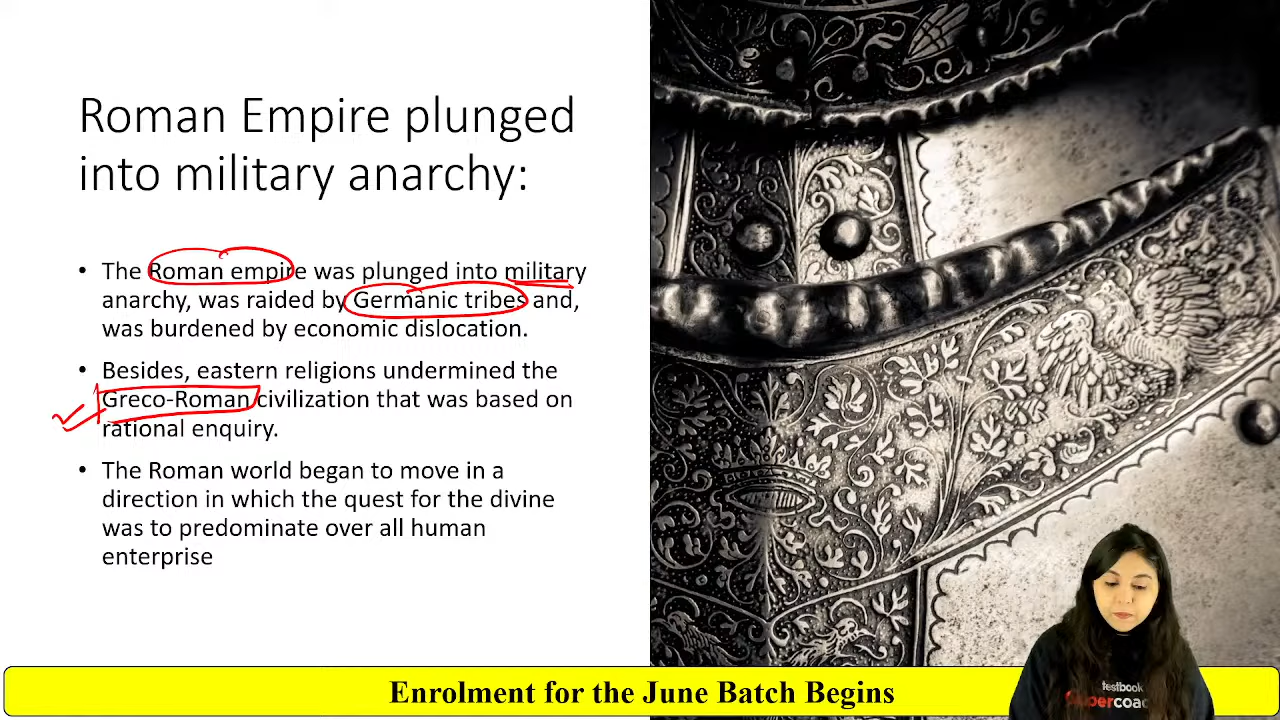 Roman Empire plunged
into military anarchy:
• The Roman empire was plunged into military
anarchy, was raided by Germanic tribes and,
was burdened by economic dislocation.
• Besides, eastern religions undermined the
Greco-Roman civilization that was based on
rational enquiry.
• The Roman world began to move in a
direction in which the quest for the divine
was to predominate over all human
enterprise
testbook
supercoac
Enrolment for the June Batch Begins